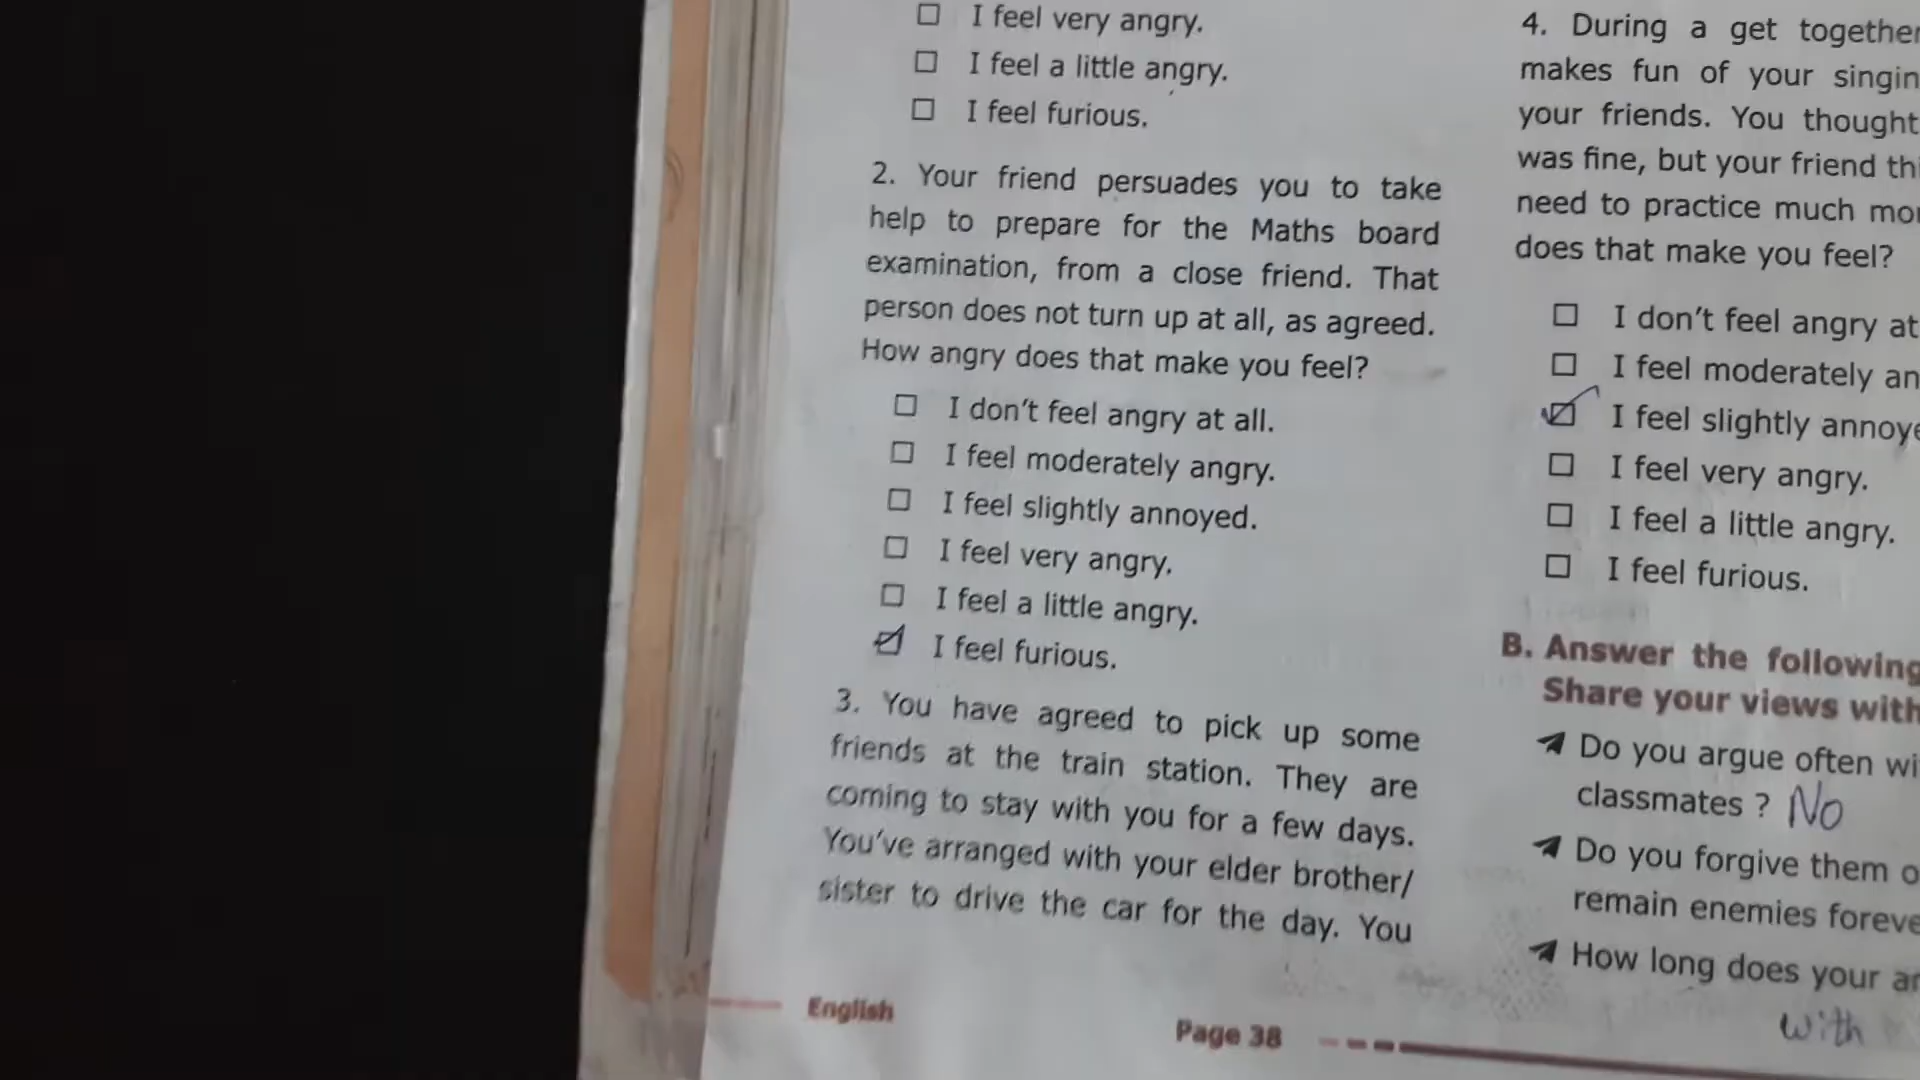 I feel very angry.
I feel a little angry.
I feel furious.
2. Your friend persuades you to take
help to prepare for the Maths board
examination, from a close friend. That
person does not turn up at all, as agreed.
How angry does that make you feel?
I don't feel angry at all.
I feel moderately angry.
I feel slightly annoyed.
I feel very angry.
I feel a little angry.
I feel furious.
3. You have agreed to pick up some
friends at the train station. They are
coming to stay with you for a few days.
You've arranged with your elder brother/
sister to drive the car for the day. You
4. During a get together
makes fun of your singin
your friends. You thought
was fine, but your friend thi
need to practice much mor
does that make you feel?
I don't feel angry at
I feel moderately an
I feel slightly annoye
I feel very angry.
I feel a little angry.
I feel furious.
B. Answer the following
Share your views with
Do you argue often wi
classmates ? No
Do you forgive them o
remain enemies foreve
How long does your an
with
English
Page 38